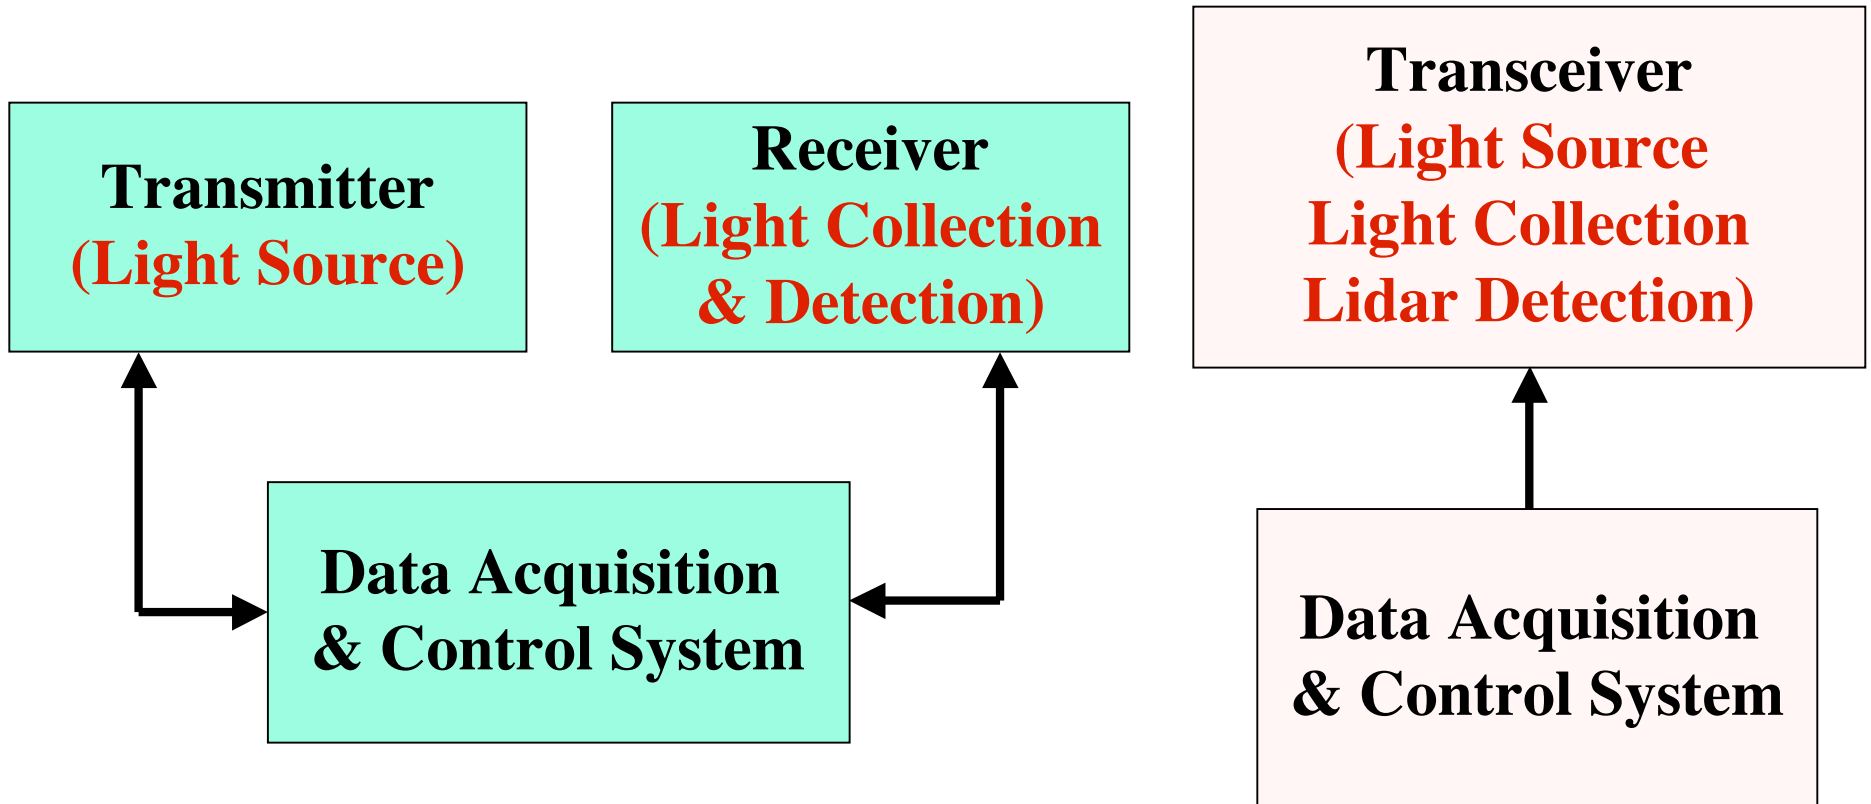 Transmitter
(Light Source)
Receiver
(Light Collection
& Detection)
Transceiver
(Light Source
Light Collection
Lidar Detection)
Data Acquisition
& Control System
Data Acquisition
& Control System